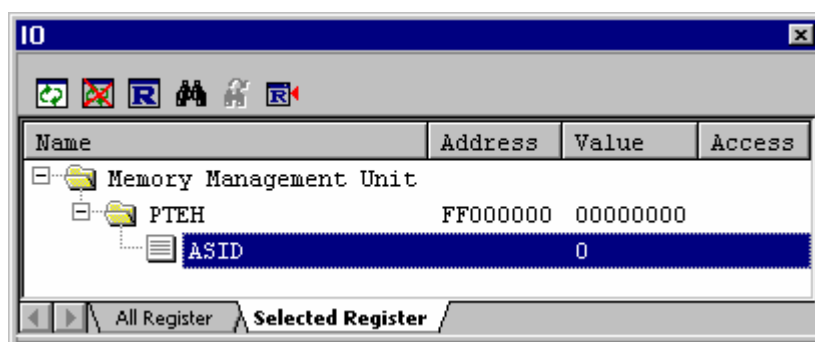 IO
Name Address Value Access
Memory Management Unit
PTEH FF000000 00000000
ASID 0
All Register Selected Register